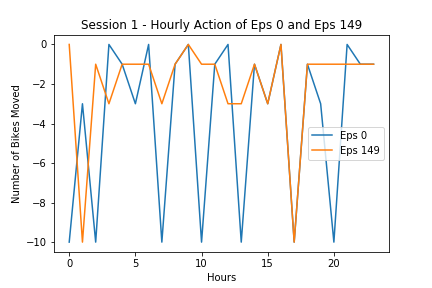 Session 1 - Hourly Action of Eps 0 and Eps 149
Number of Bikes Moved
0
−2
−4
−6
−8
−10
Eps 0
Eps 149
0
5
10
15
20
Hours